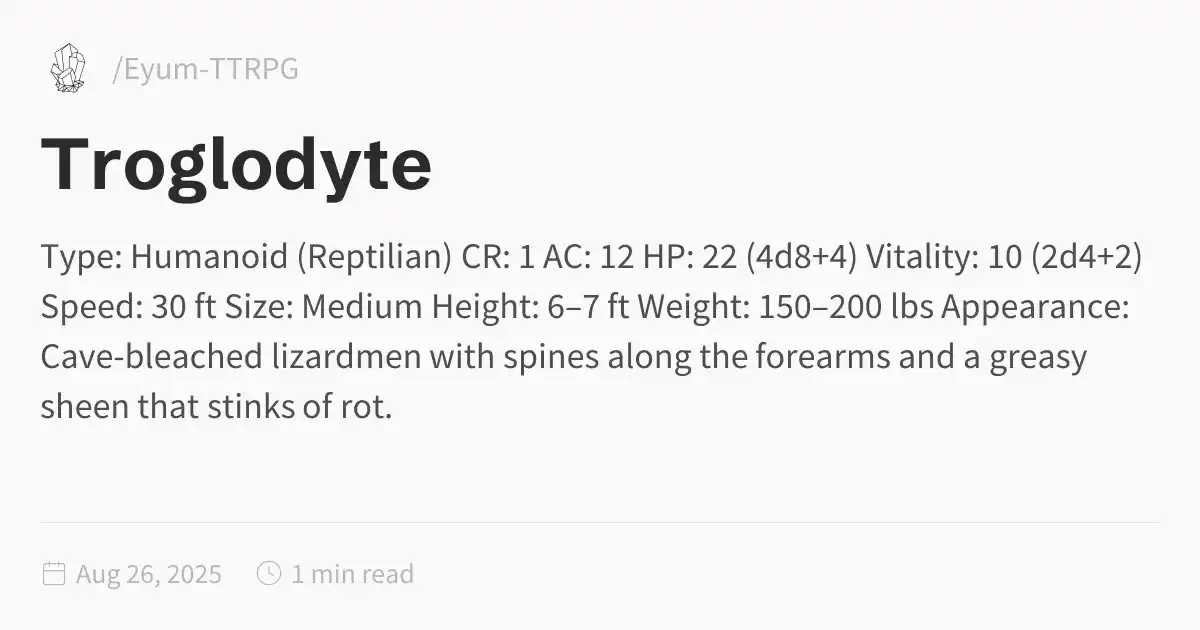 /Eyum-TTRPG
Troglodyte
Type: Humanoid (Reptilian) CR: 1 AC: 12 HP: 22 (4d8+4) Vitality: 10 (2d4+2)
Speed: 30 ft Size: Medium Height: 6–7 ft Weight: 150–200 lbs Appearance:
Cave-bleached lizardmen with spines along the forearms and a greasy
sheen that stinks of rot.
Aug 26, 2025 1 min read